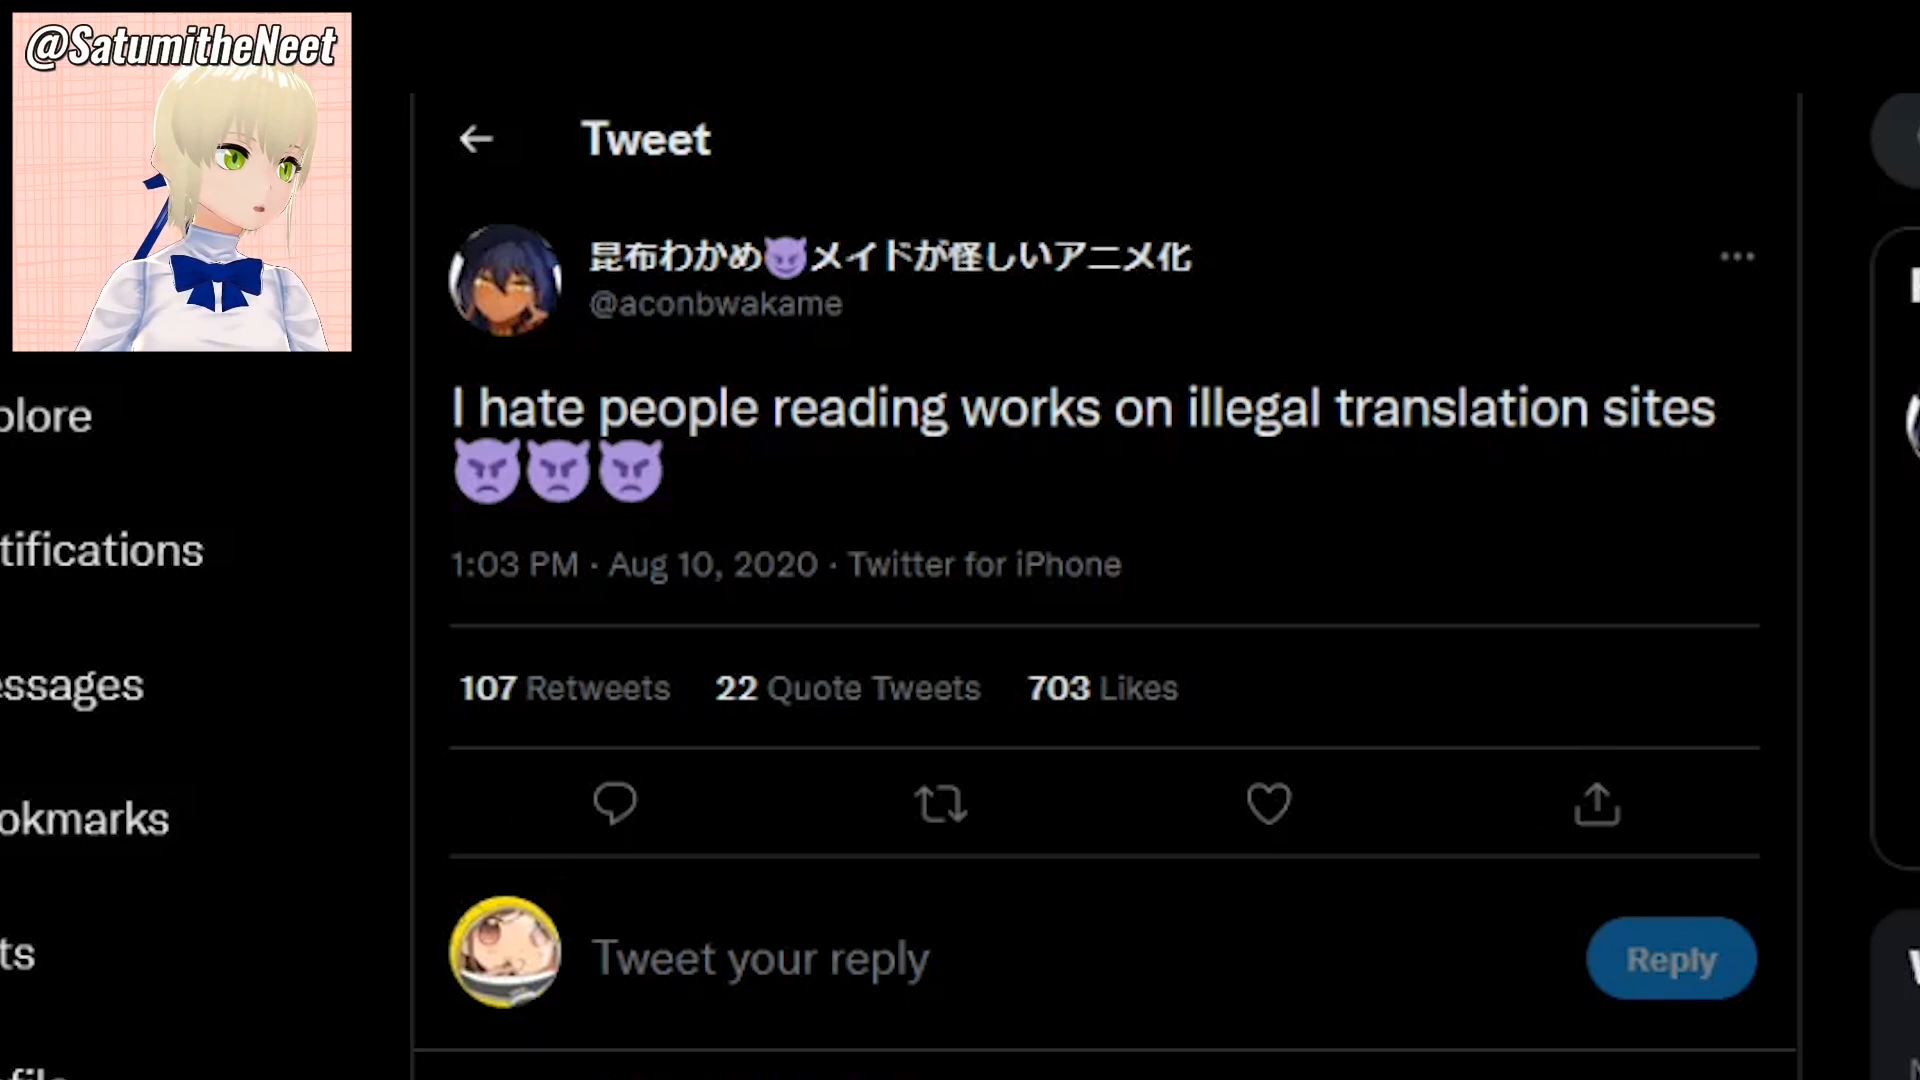 @SatumitheNeet
Tweet
昆布わかめ😈メイドが怪しいアニメ化
@aconbwakame
I hate people reading works on illegal translation sites
👿👿👿
1:03 PM · Aug 10, 2020 · Twitter for iPhone
107 Retweets 22 Quote Tweets 703 Likes
Tweet your reply
Reply
plore
tifications
essages
okmarks
ts